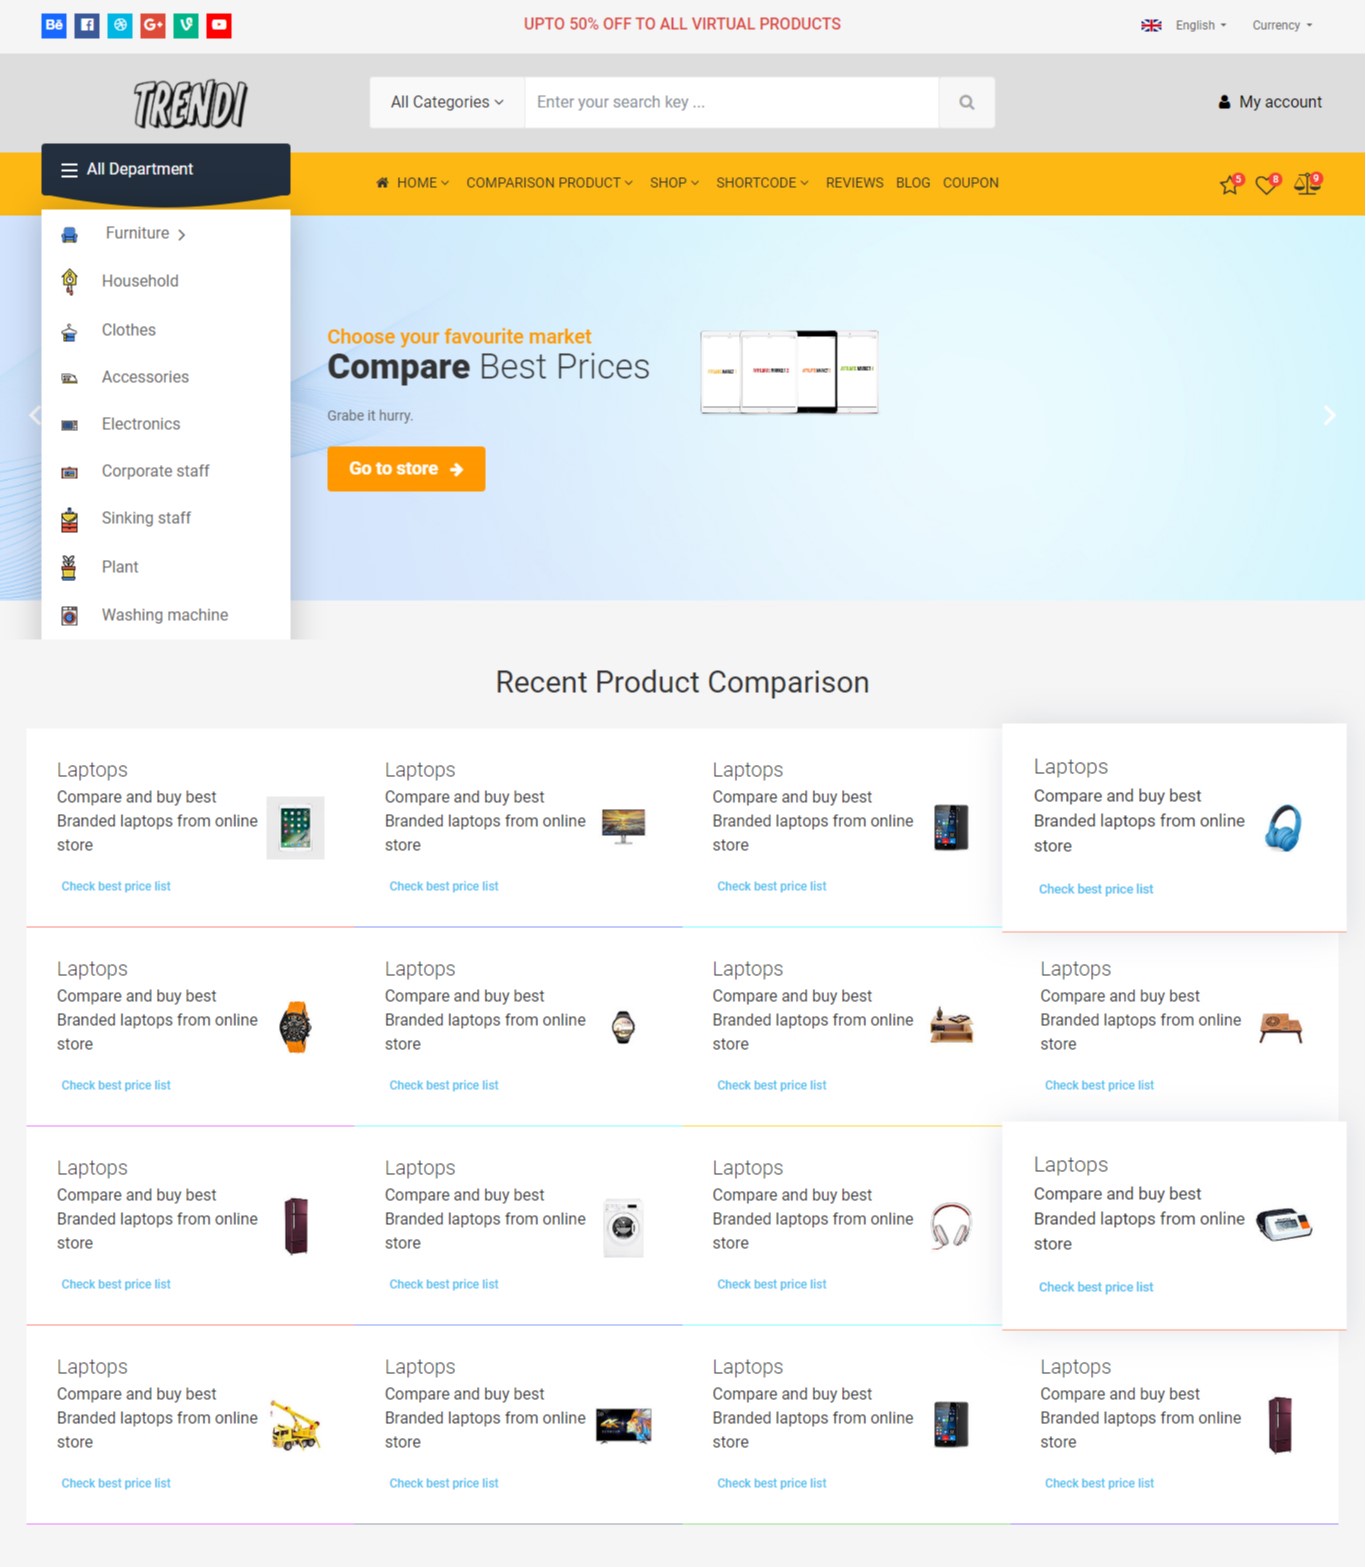 UPTO 50% OFF TO ALL VIRTUAL PRODUCTS
English
Currency
TRENDI
All Categories
Enter your search key ...
My account
All Department
HOME
COMPARISON PRODUCT
SHOP
SHORTCODE
REVIEWS
BLOG
COUPON
5
8
9
Furniture
Household
Clothes
Accessories
Electronics
Corporate staff
Sinking staff
Plant
Washing machine
Choose your favourite market
Compare Best Prices
Grabe it hurry.
Go to store
Recent Product Comparison
Laptops
Compare and buy best
Branded laptops from online
store
Check best price list
Laptops
Compare and buy best
Branded laptops from online
store
Check best price list
Laptops
Compare and buy best
Branded laptops from online
store
Check best price list
Laptops
Compare and buy best
Branded laptops from online
store
Check best price list
Laptops
Compare and buy best
Branded laptops from online
store
Check best price list
Laptops
Compare and buy best
Branded laptops from online
store
Check best price list
Laptops
Compare and buy best
Branded laptops from online
store
Check best price list
Laptops
Compare and buy best
Branded laptops from online
store
Check best price list
Laptops
Compare and buy best
Branded laptops from online
store
Check best price list
Laptops
Compare and buy best
Branded laptops from online
store
Check best price list
Laptops
Compare and buy best
Branded laptops from online
store
Check best price list
Laptops
Compare and buy best
Branded laptops from online
store
Check best price list
Laptops
Compare and buy best
Branded laptops from online
store
Check best price list
Laptops
Compare and buy best
Branded laptops from online
store
Check best price list
Laptops
Compare and buy best
Branded laptops from online
store
Check best price list
Laptops
Compare and buy best
Branded laptops from online
store
Check best price list